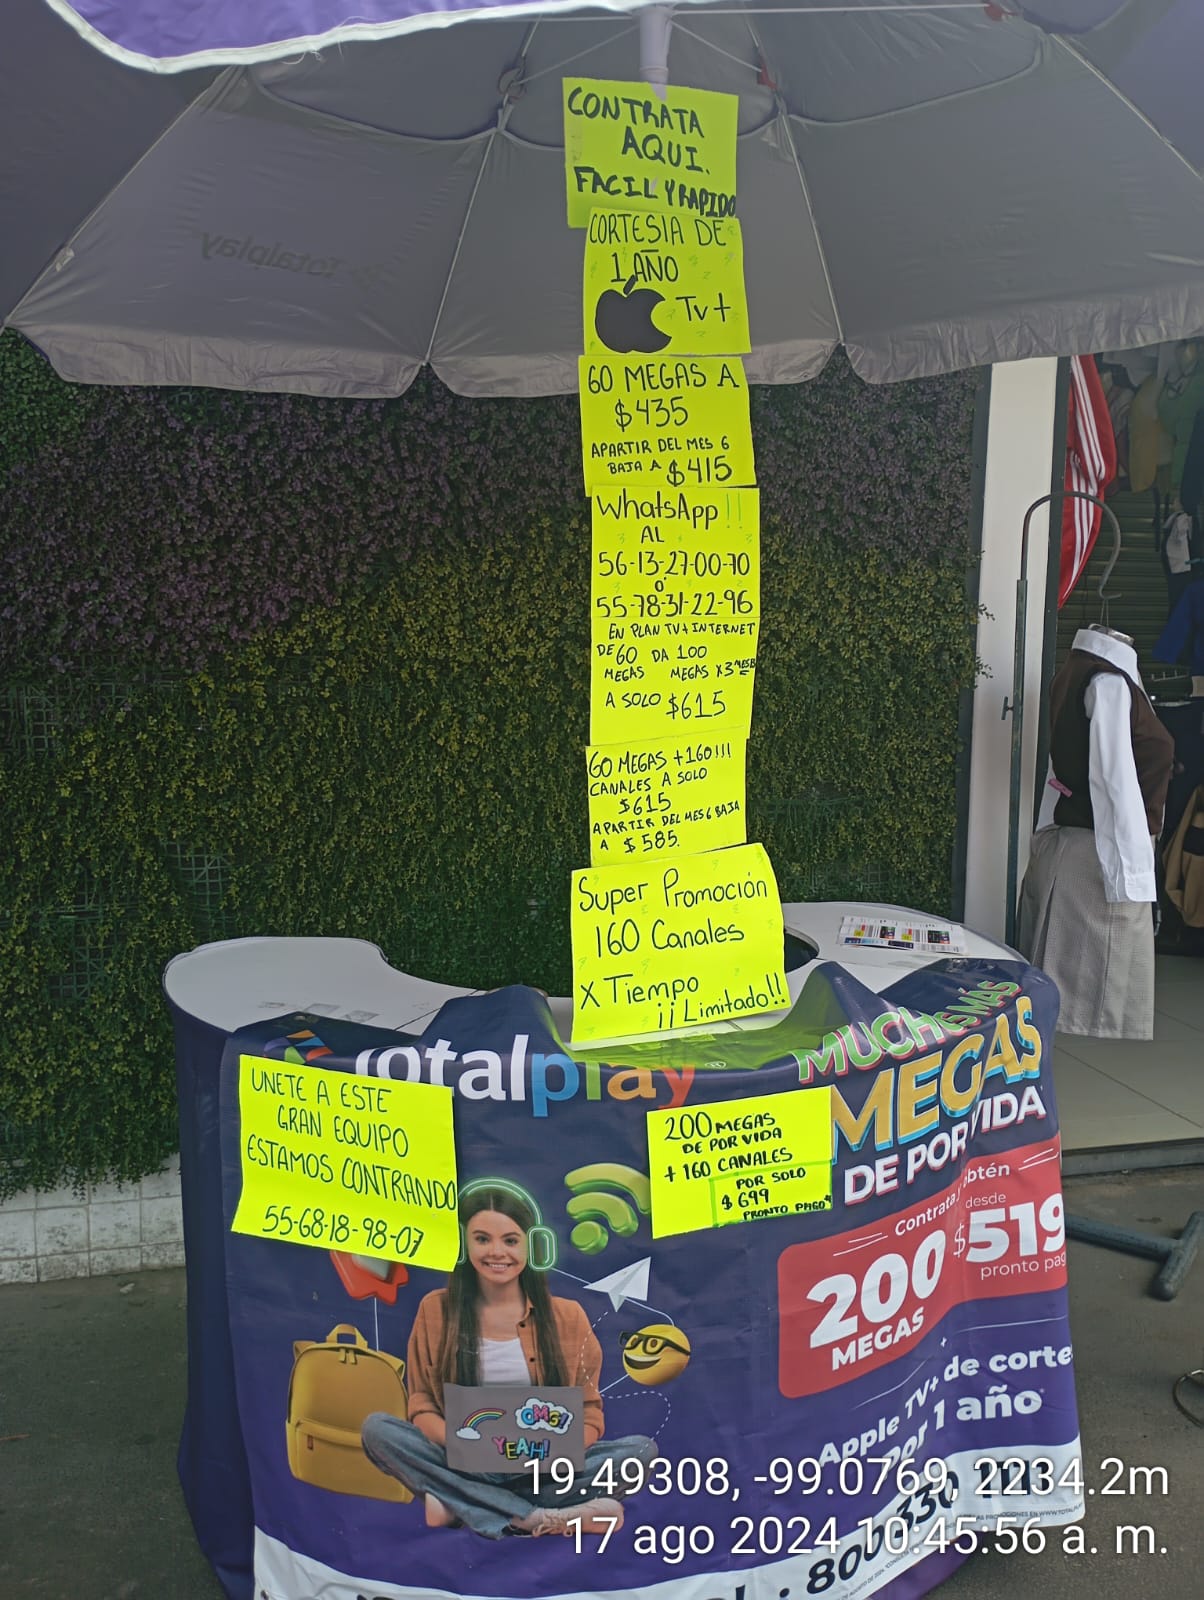 CONTRATA
AQUI.
FACIL Y RAPIDO
CORTESIA DE
1 AÑO
Tv+
60 MEGAS A
$435
APARTIR DEL MES 6
BAJA A $415
WhatsApp!!
AL
56-13-27-00-70
O
55-78-31-22-96
EN PLAN TV+INTERNET
DE 60 DA 100
MEGAS MEGAS X3 MESES
A SOLO $615
60 MEGAS +160!!!
CANALES A SOLO
$615
APARTIR DEL MES 6 BAJA
A $585.
Super Promoción
160 Canales
X Tiempo
¡¡Limitado!!
totalplay
UNETE A ESTE
GRAN EQUIPO
ESTAMOS CONTRANDO
55-68-18-98-07
200 MEGAS
DE POR VIDA
+ 160 CANALES
POR SOLO
$699
PRONTO PAGO*
MUCHOMÁS
MEGAS
DE POR VIDA
Contrata
obtén
200
MEGAS
desde
$519
pronto pag
Apple TV+ de corte
por 1 año
OMG!
YEAH!
800 330
19.49308, -99.0769, 2234.2m
17 ago 2024 10:45:56 a. m.
totalplay